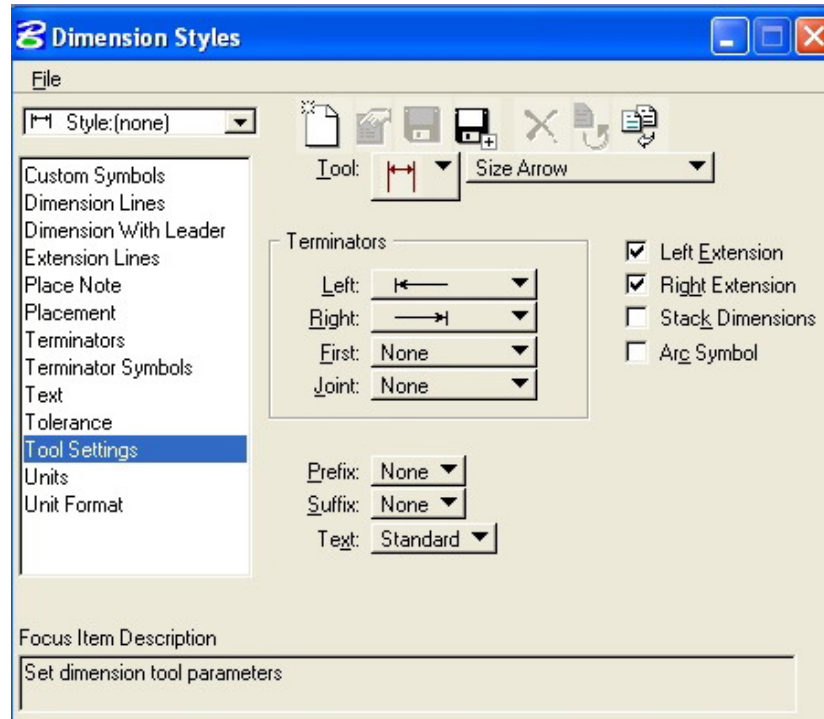 Dimension Styles
File
Style:(none)
Tool: Size Arrow
Custom Symbols
Dimension Lines
Dimension With Leader
Extension Lines
Place Note
Placement
Terminators
Terminator Symbols
Text
Tolerance
Tool Settings
Units
Unit Format
Terminators
Left:
Right:
First: None
Joint: None
Left Extension
Right Extension
Stack Dimensions
Arc Symbol
Prefix: None
Suffix: None
Text: Standard
Focus Item Description
Set dimension tool parameters